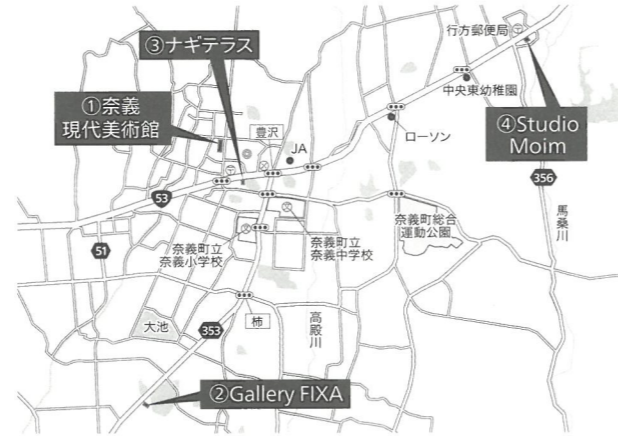 行方郵便局
③ナギテラス
中央東幼稚園
①奈義
現代美術館
豊沢
JA
ローソン
④Studio
Moim
356
53
馬桑川
51
奈義町立
奈義小学校
奈義町立
奈義中学校
奈義町総合
運動公園
大池
353
柿
高殿川
②Gallery FIXA